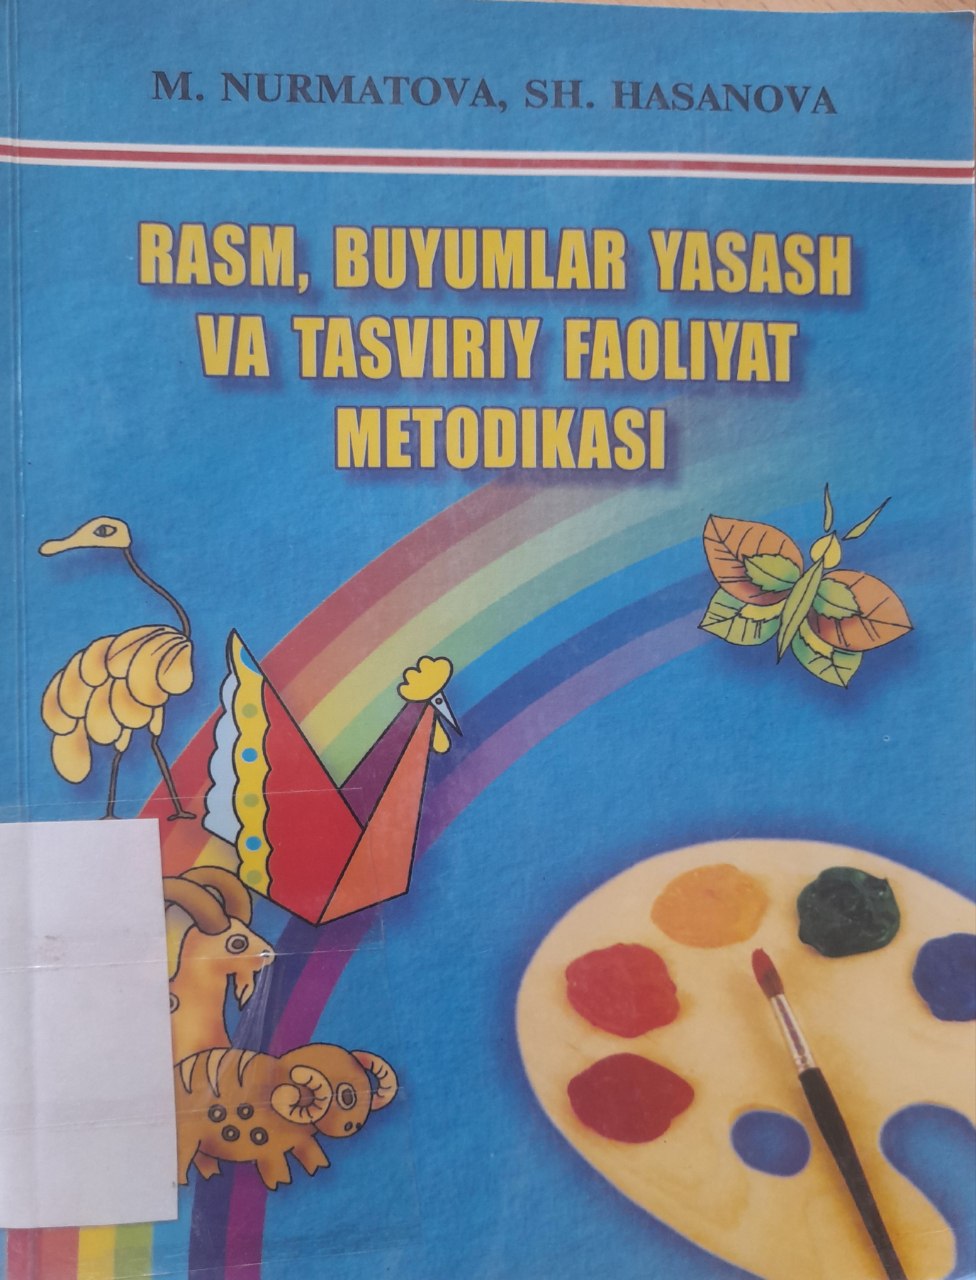 M. NURMATOVA, SH. HASANOVA
RASM, BUYUMLAR YASASH
VA TASVIRIY FAOLIYAT
METODIKASI